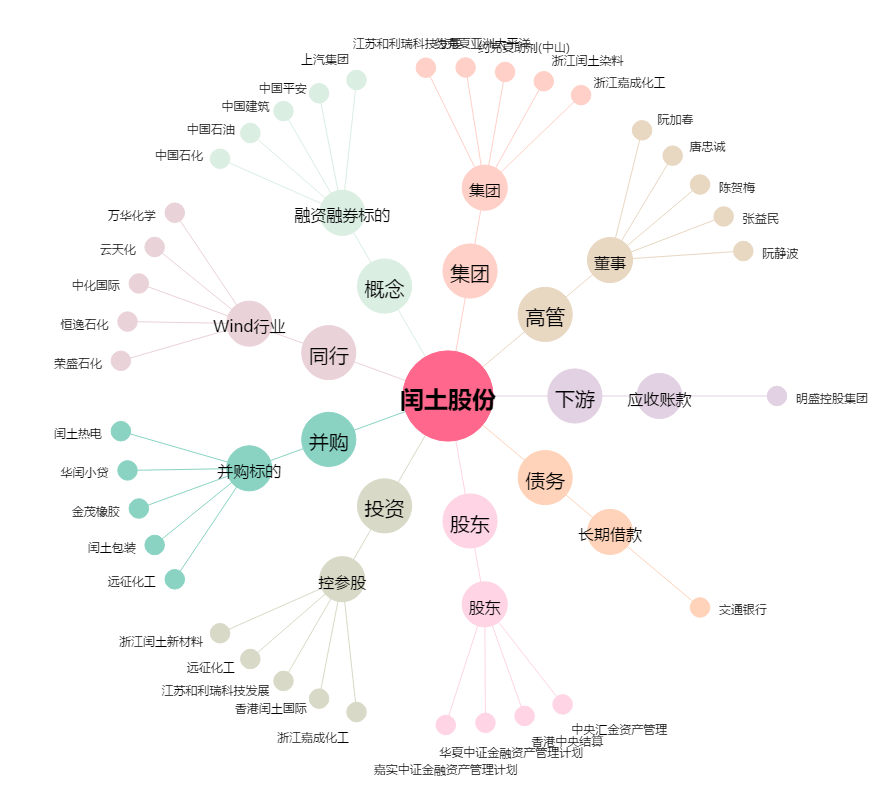 闰土股份
集团
集团
江苏和利瑞科技发展
约克夏亚洲太平洋
约克夏助剂(中山)
浙江闰土染料
浙江嘉成化工
高管
董事
阮加春
唐忠诚
陈贺梅
张益民
阮静波
下游
应收账款
明盛控股集团
债务
长期借款
交通银行
股东
股东
中央汇金资产管理
香港中央结算
华夏中证金融资产管理计划
嘉实中证金融资产管理计划
投资
控参股
浙江嘉成化工
香港闰土国际
江苏和利瑞科技发展
远征化工
浙江闰土新材料
并购
并购标的
远征化工
闰土包装
金茂橡胶
华闰小贷
闰土热电
同行
Wind行业
荣盛石化
恒逸石化
中化国际
云天化
万华化学
概念
融资融券标的
中国石化
中国石油
中国建筑
中国平安
上汽集团